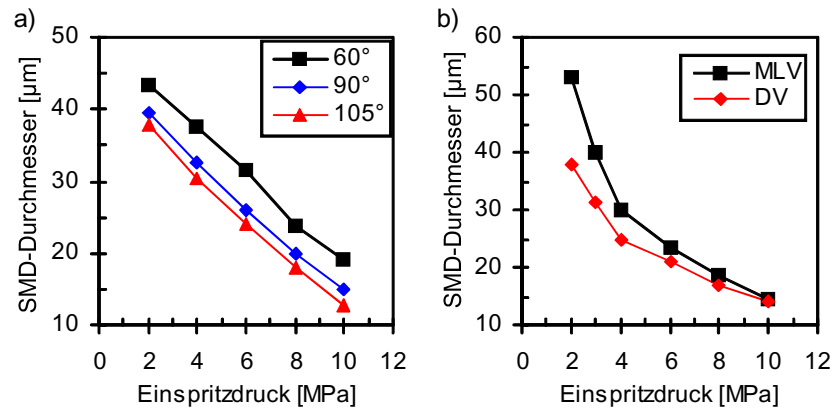 a)
SMD-Durchmesser [µm]
50
40
30
20
10
0 2 4 6 8 10 12
Einspritzdruck [MPa]
60°
90°
105°
b)
SMD-Durchmesser [µm]
60
50
40
30
20
10
0 2 4 6 8 10 12
Einspritzdruck [MPa]
MLV
DV